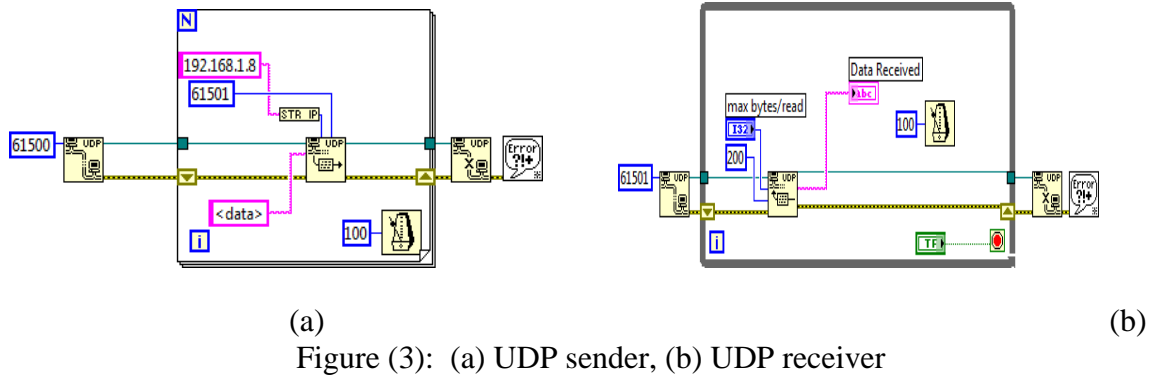 N
192.168.1.8
61501
STR IP
61500
UDP
UDP
UDP
X
Error
?!+
<data>
100
i
Data Received
abc
max bytes/read
I32
100
200
61501
UDP
UDP
UDP
X
Error
?!+
i
TF
(a)
(b)
Figure (3): (a) UDP sender, (b) UDP receiver